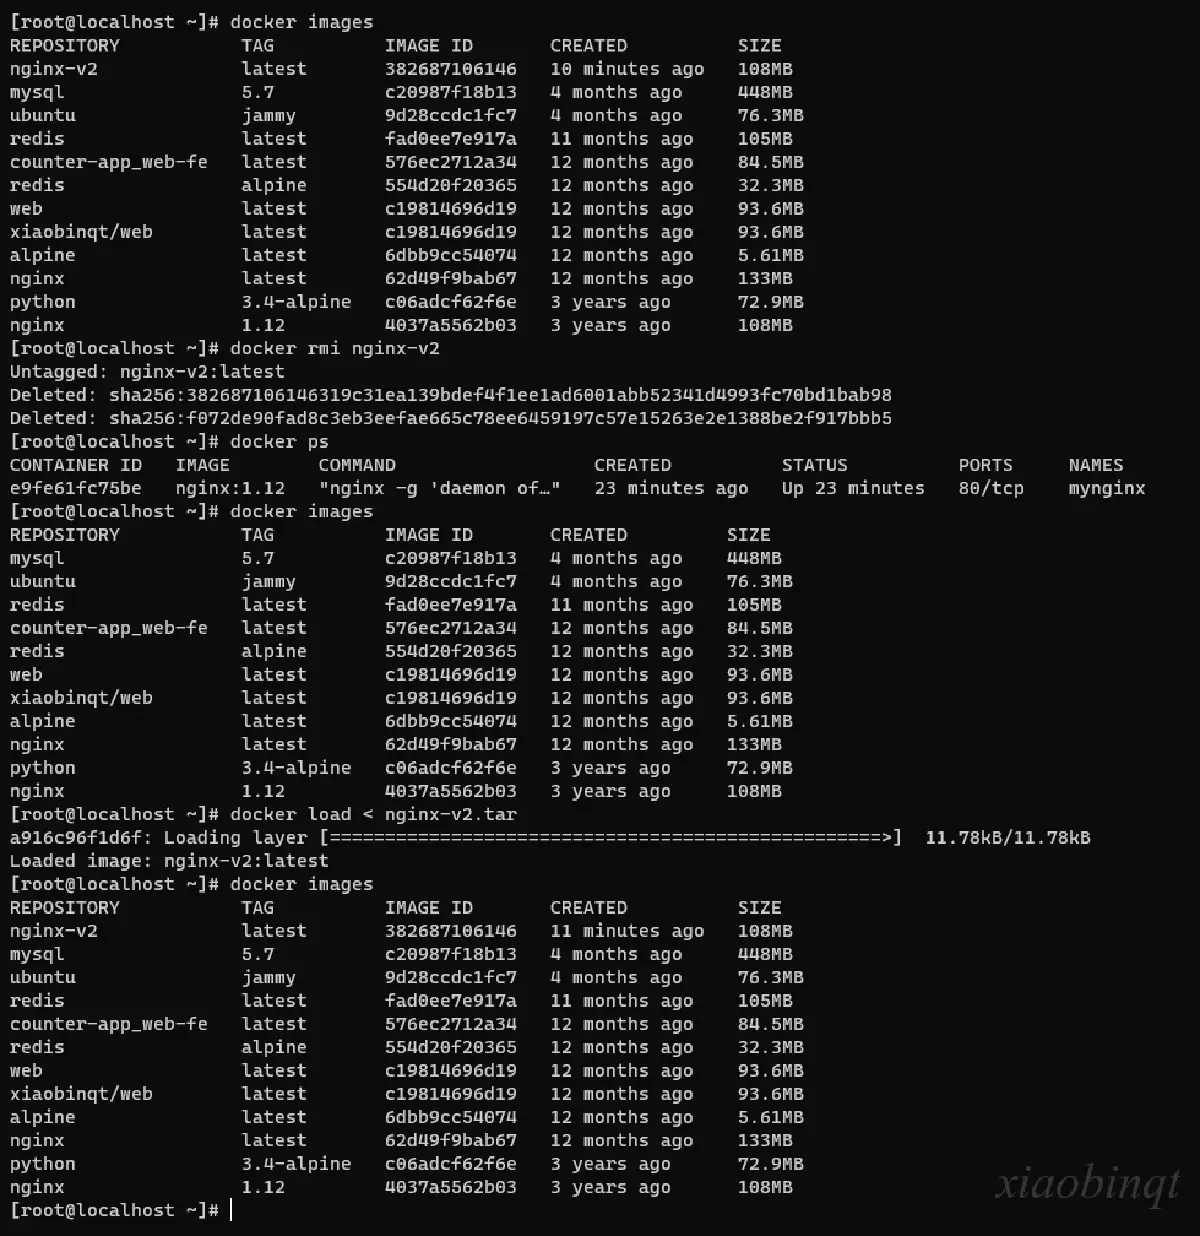 [root@localhost ~]# docker images
REPOSITORY TAG IMAGE ID CREATED SIZE
nginx-v2 latest 382687106146 10 minutes ago 108MB
mysql 5.7 c20987f18b13 4 months ago 448MB
ubuntu jammy 9d28ccdc1fc7 4 months ago 76.3MB
redis latest fad0ee7e917a 11 months ago 105MB
counter-app_web-fe latest 576ec2712a34 12 months ago 84.5MB
redis alpine 554d20f20365 12 months ago 32.3MB
web latest c19814696d19 12 months ago 93.6MB
xiaobinqt/web latest c19814696d19 12 months ago 93.6MB
alpine latest 6dbb9cc54074 12 months ago 5.61MB
nginx latest 62d49f9bab67 12 months ago 133MB
python 3.4-alpine c06adcf62f6e 3 years ago 72.9MB
nginx 1.12 4037a5562b03 3 years ago 108MB
[root@localhost ~]# docker rmi nginx-v2
Untagged: nginx-v2:latest
Deleted: sha256:382687106146319c31ea139bdef4f1ee1ad6001abb52341d4993fc70bd1bab98
Deleted: sha256:f072de90fad8c3eb3eefae665c78ee6459197c57e15263e2e1388be2f917bbb5
[root@localhost ~]# docker ps
CONTAINER ID IMAGE COMMAND CREATED STATUS PORTS NAMES
e9fe61fc75be nginx:1.12 "nginx -g 'daemon of…" 23 minutes ago Up 23 minutes 80/tcp mynginx
[root@localhost ~]# docker images
REPOSITORY TAG IMAGE ID CREATED SIZE
mysql 5.7 c20987f18b13 4 months ago 448MB
ubuntu jammy 9d28ccdc1fc7 4 months ago 76.3MB
redis latest fad0ee7e917a 11 months ago 105MB
counter-app_web-fe latest 576ec2712a34 12 months ago 84.5MB
redis alpine 554d20f20365 12 months ago 32.3MB
web latest c19814696d19 12 months ago 93.6MB
xiaobinqt/web latest c19814696d19 12 months ago 93.6MB
alpine latest 6dbb9cc54074 12 months ago 5.61MB
nginx latest 62d49f9bab67 12 months ago 133MB
python 3.4-alpine c06adcf62f6e 3 years ago 72.9MB
nginx 1.12 4037a5562b03 3 years ago 108MB
[root@localhost ~]# docker load < nginx-v2.tar
a916c96f1d6f: Loading layer [==================================================>] 11.78kB/11.78kB
Loaded image: nginx-v2:latest
[root@localhost ~]# docker images
REPOSITORY TAG IMAGE ID CREATED SIZE
nginx-v2 latest 382687106146 11 minutes ago 108MB
mysql 5.7 c20987f18b13 4 months ago 448MB
ubuntu jammy 9d28ccdc1fc7 4 months ago 76.3MB
redis latest fad0ee7e917a 11 months ago 105MB
counter-app_web-fe latest 576ec2712a34 12 months ago 84.5MB
redis alpine 554d20f20365 12 months ago 32.3MB
web latest c19814696d19 12 months ago 93.6MB
xiaobinqt/web latest c19814696d19 12 months ago 93.6MB
alpine latest 6dbb9cc54074 12 months ago 5.61MB
nginx latest 62d49f9bab67 12 months ago 133MB
python 3.4-alpine c06adcf62f6e 3 years ago 72.9MB
nginx 1.12 4037a5562b03 3 years ago 108MB
[root@localhost ~]#
xiaobinqt